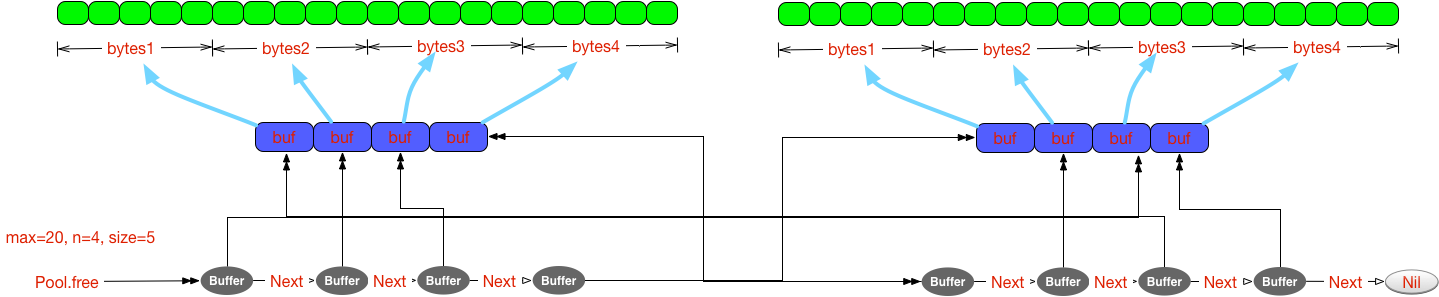 bytes1 bytes2 bytes3 bytes4 bytes1 bytes2 bytes3 bytes4
buf buf buf buf buf buf buf buf
max=20, n=4, size=5
Pool.free Buffer Next Buffer Next Buffer Next Buffer Buffer Next Buffer Next Buffer Next Buffer Next Nil